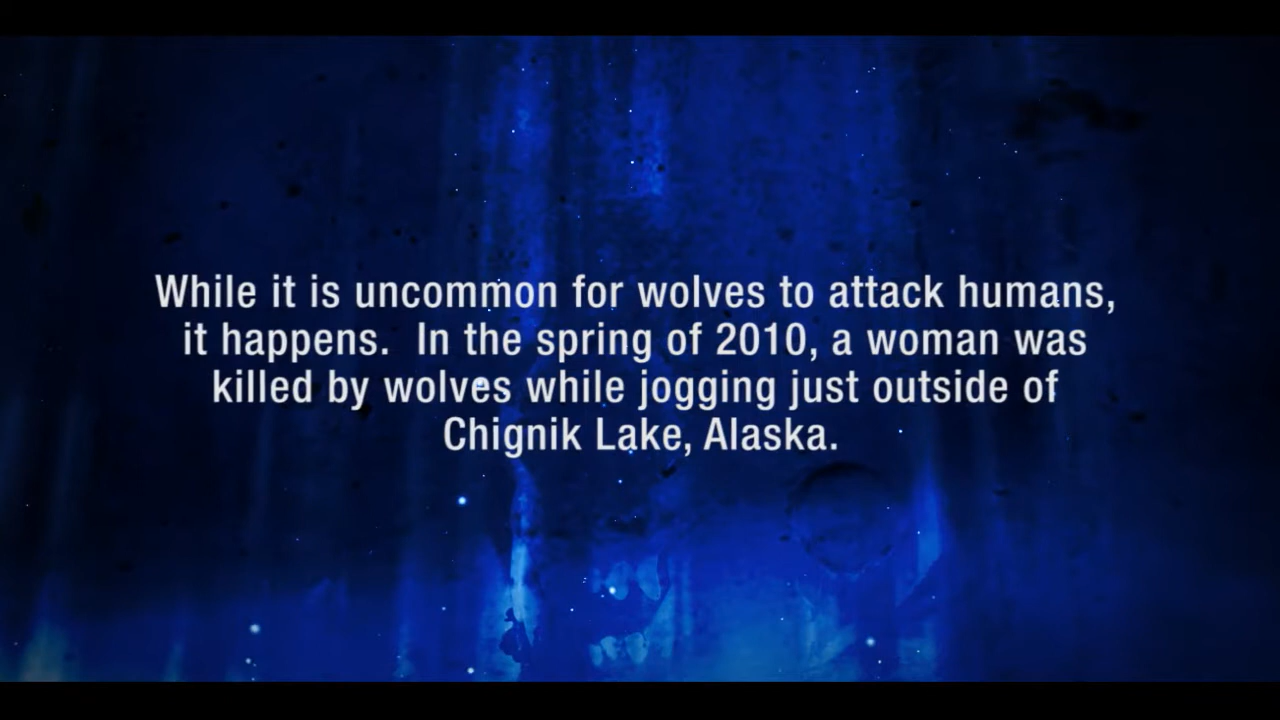 While it is uncommon for wolves to attack humans,
it happens.  In the spring of 2010, a woman was
killed by wolves while jogging just outside of
Chignik Lake, Alaska.